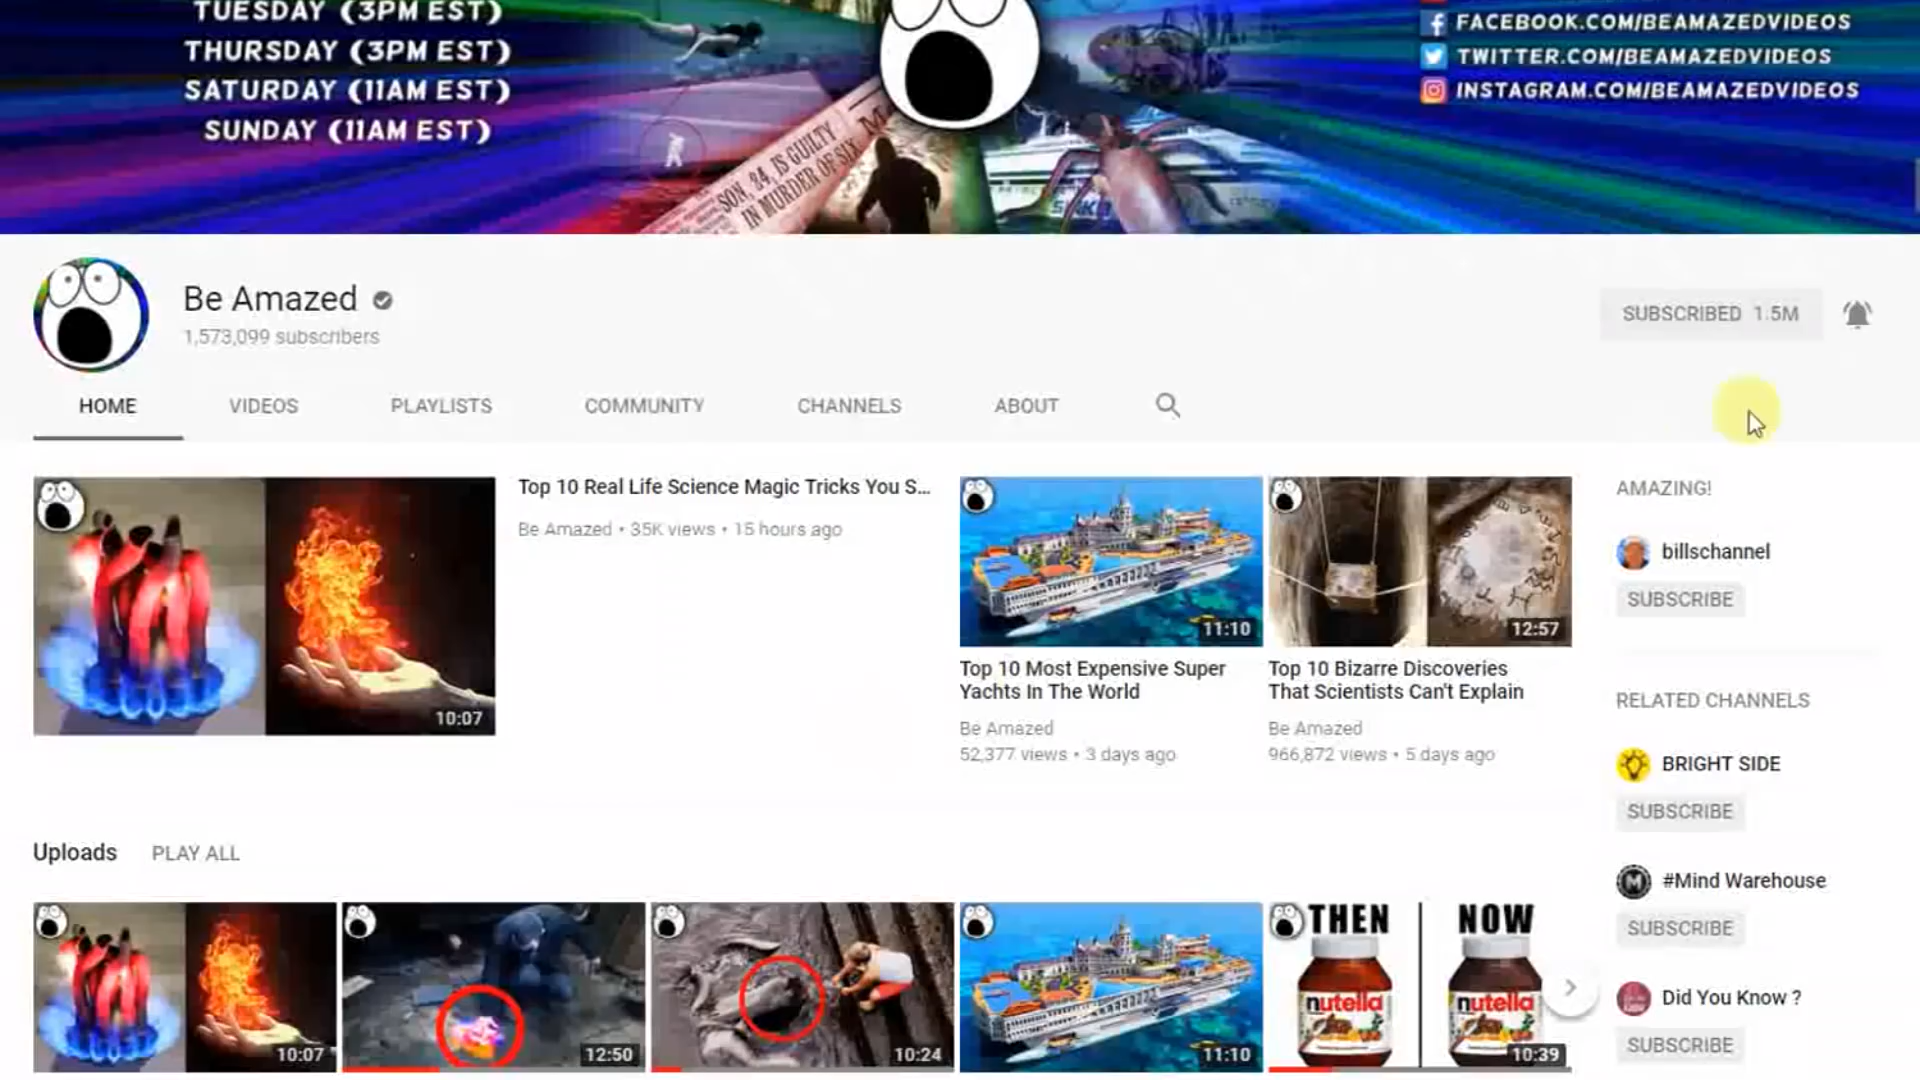 TUESDAY (3PM EST)
THURSDAY (3PM EST)
SATURDAY (11AM EST)
SUNDAY (11AM EST)
FACEBOOK.COM/BEAMAZEDVIDEOS
TWITTER.COM/BEAMAZEDVIDEOS
INSTAGRAM.COM/BEAMAZEDVIDEOS
SON, 24, IS GUILTY
IN MURDER OF SIX
Be Amazed
1,573,099 subscribers
SUBSCRIBED 1.5M
HOME VIDEOS PLAYLISTS COMMUNITY CHANNELS ABOUT
Top 10 Real Life Science Magic Tricks You S...
Be Amazed • 35K views • 15 hours ago
10:07
11:10
Top 10 Most Expensive Super
Yachts In The World
Be Amazed
52,377 views • 3 days ago
12:57
Top 10 Bizarre Discoveries
That Scientists Can't Explain
Be Amazed
966,872 views • 5 days ago
AMAZING!
billschannel
SUBSCRIBE
RELATED CHANNELS
BRIGHT SIDE
SUBSCRIBE
#Mind Warehouse
SUBSCRIBE
Did You Know ?
SUBSCRIBE
Uploads PLAY ALL
10:07
12:50
10:24
11:10
THEN NOW
nutella nutella
10:39